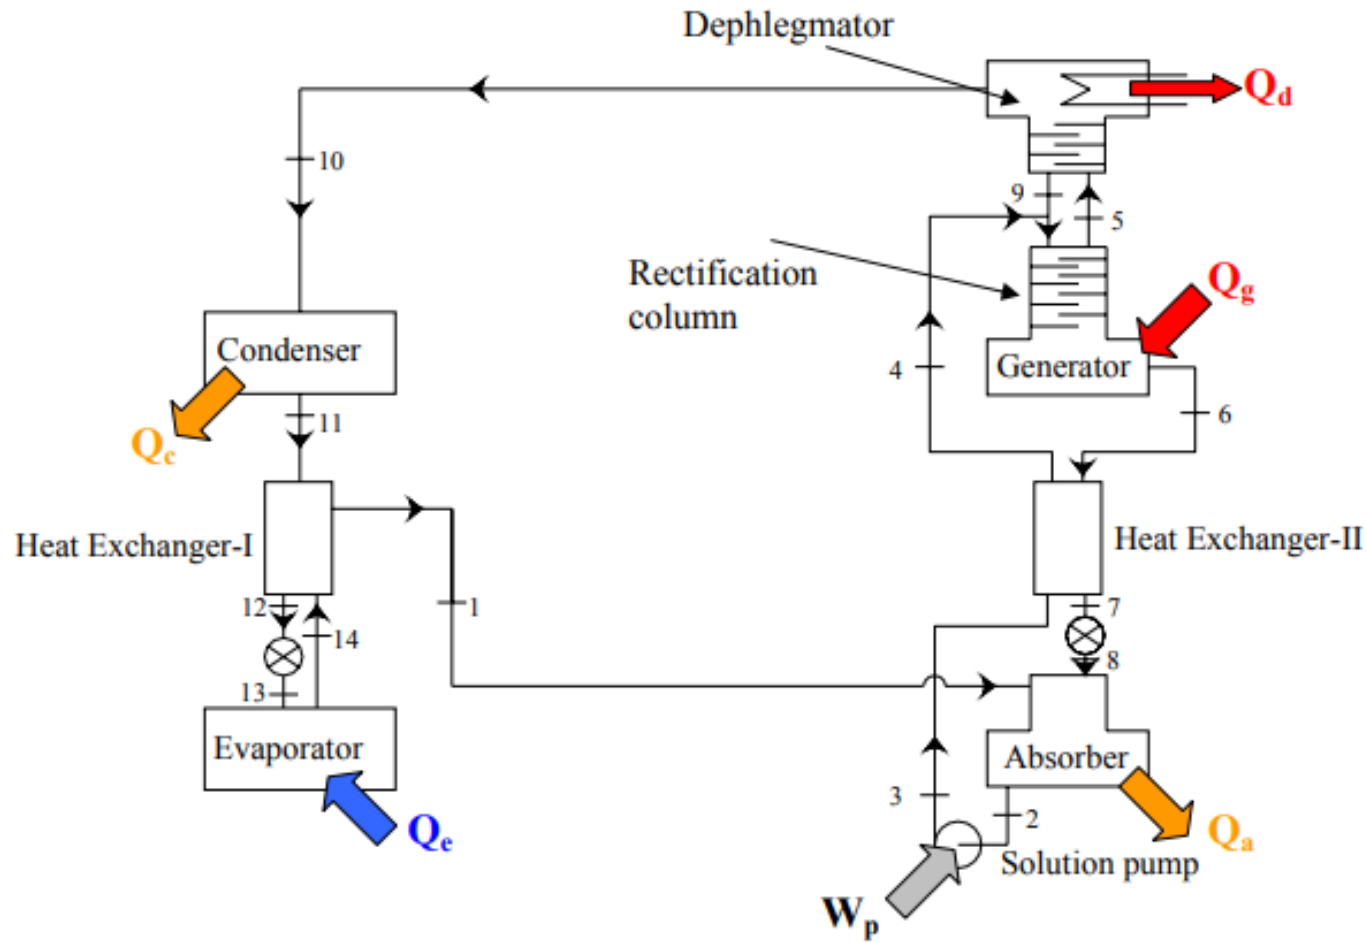 Dephlegmator
Qd
10
9
5
Rectification
column
Qg
Condenser
4
Generator
11
6
Qc
Heat Exchanger-I
Heat Exchanger-II
12
1
7
14
8
13
Evaporator
Absorber
3
2
Qe
Qa
Solution pump
Wp